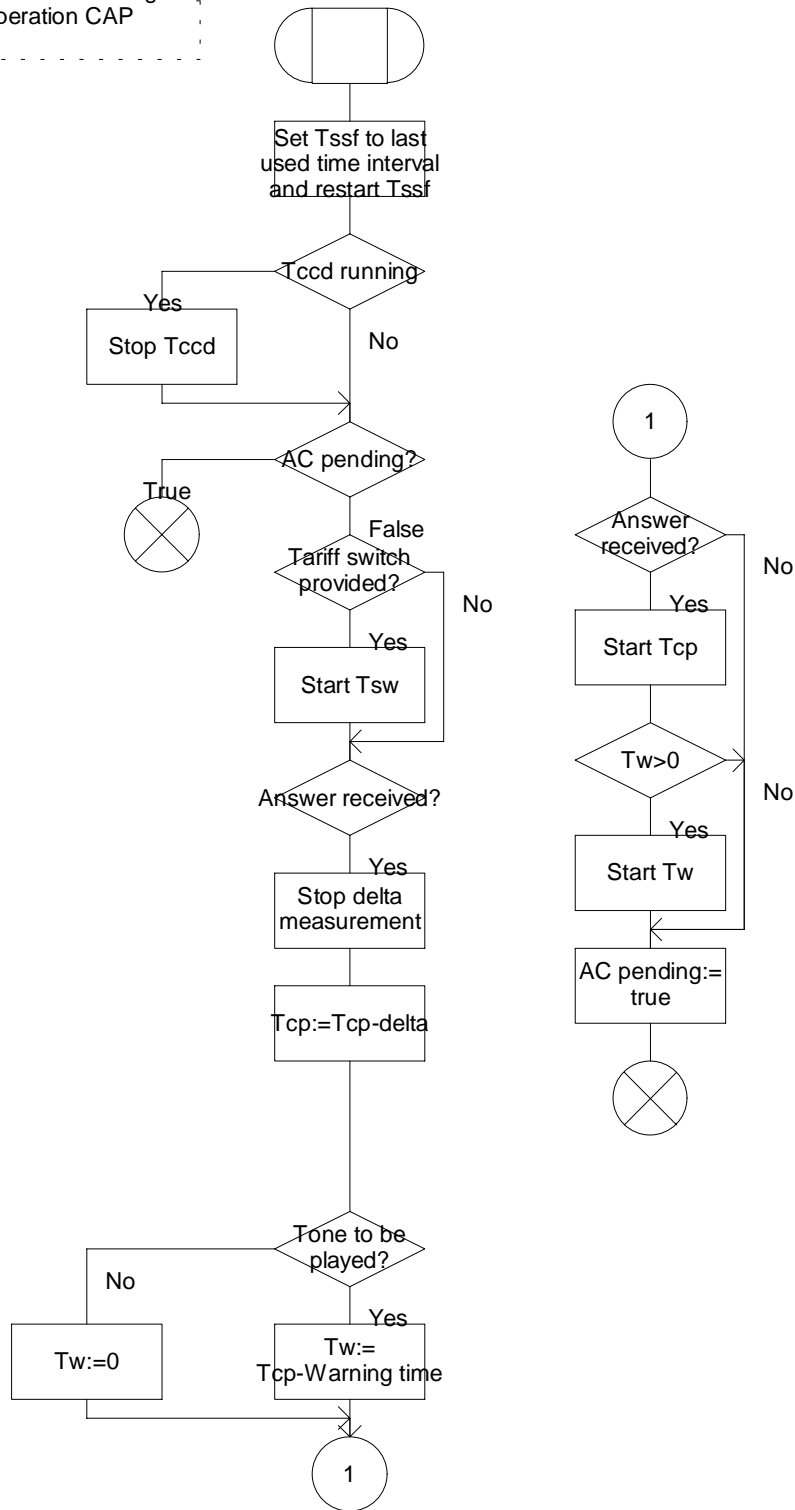 operation CAP
Set Tssf to last
used time interval
and restart Tssf
Tccd running
Yes
Stop Tccd
No
AC pending?
True
False
Tariff switch
provided?
No
Yes
Start Tsw
Answer received?
Yes
Stop delta
measurement
Tcp:=Tcp-delta
Tone to be
played?
No
Yes
Tw:=0
Tw:=
Tcp-Warning time
1
1
Answer
received?
No
Yes
Start Tcp
Tw>0
No
Yes
Start Tw
AC pending:=
true